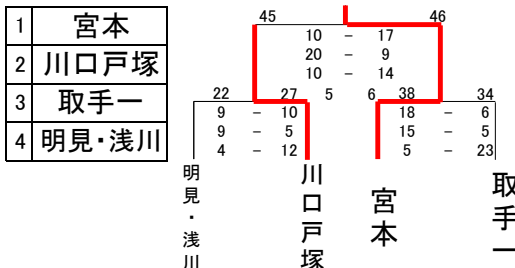 1 宮本
2 川口戸塚
3 取手一
4 明見・浅川
45 46
10 - 17
20 - 9
10 - 14
22 27 5 6 38 34
9 - 10 18 - 6
9 - 5 15 - 5
4 - 12 5 - 23
明見・浅川
川口戸塚
宮本
取手一